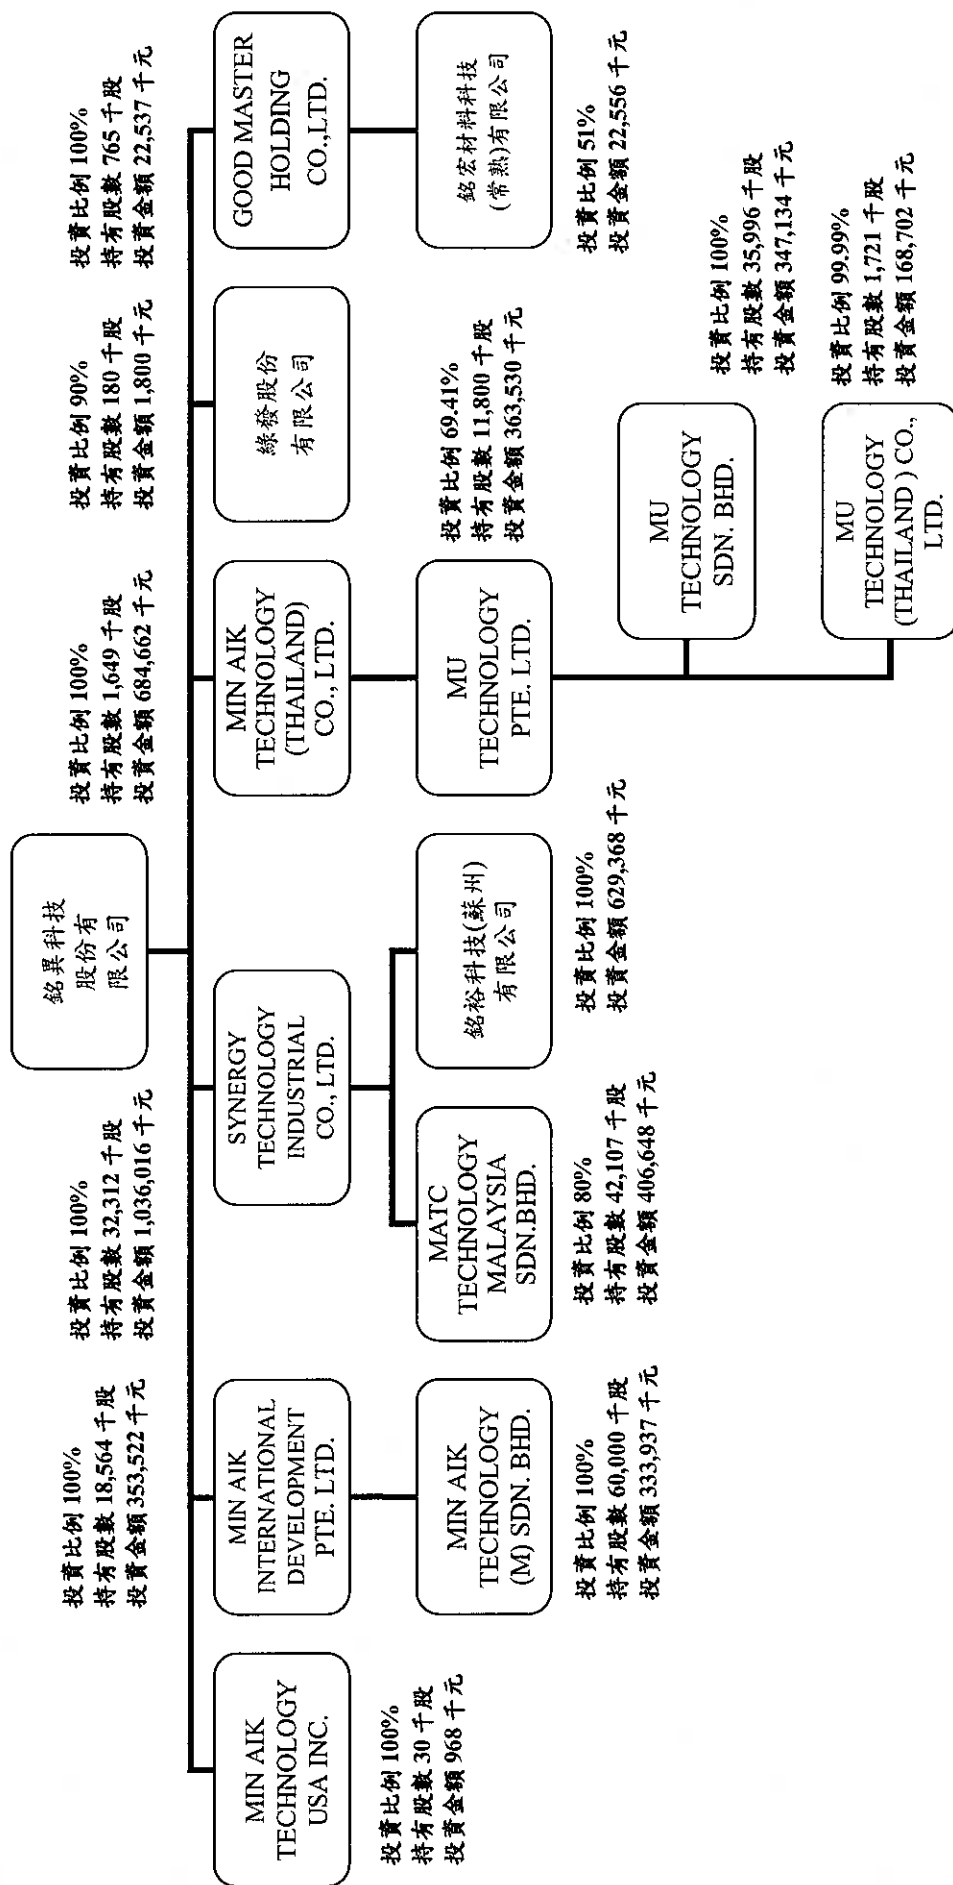 銘異科技
股份有
限公司
投資比例 100%
持有股數 18,564 千股
投資金額 353,522 千元
投資比例 100%
持有股數 32,312 千股
投資金額 1,036,016 千元
投資比例 100%
持有股數 1,649 千股
投資金額 684,662 千元
投資比例 90%
持有股數 180 千股
投資金額 1,800 千元
投資比例 100%
持有股數 765 千股
投資金額 22,537 千元
MIN AIK
TECHNOLOGY
USA INC.
MIN AIK
INTERNATIONAL
DEVELOPMENT
PTE. LTD.
SYNERGY
TECHNOLOGY
INDUSTRIAL
CO., LTD.
MIN AIK
TECHNOLOGY
(THAILAND)
CO., LTD.
綠發股份
有限公司
GOOD MASTER
HOLDING
CO.,LTD.
投資比例 100%
持有股數 30 千股
投資金額 968 千元
MIN AIK
TECHNOLOGY
(M) SDN. BHD.
MATC
TECHNOLOGY
MALAYSIA
SDN.BHD.
銘裕科技(蘇州)
有限公司
MU
TECHNOLOGY
PTE. LTD.
投資比例 69.41%
持有股數 11,800 千股
投資金額 363,530 千元
銘宏材料科技
(常熟)有限公司
投資比例 100%
持有股數 60,000 千股
投資金額 333,937 千元
投資比例 80%
持有股數 42,107 千股
投資金額 406,648 千元
投資比例 100%
投資金額 629,368 千元
投資比例 51%
投資金額 22,556 千元
MU
TECHNOLOGY
SDN. BHD.
投資比例 100%
持有股數 35,996 千股
投資金額 347,134 千元
MU
TECHNOLOGY
(THAILAND ) CO.,
LTD.
投資比例 99.99%
持有股數 1,721 千股
投資金額 168,702 千元